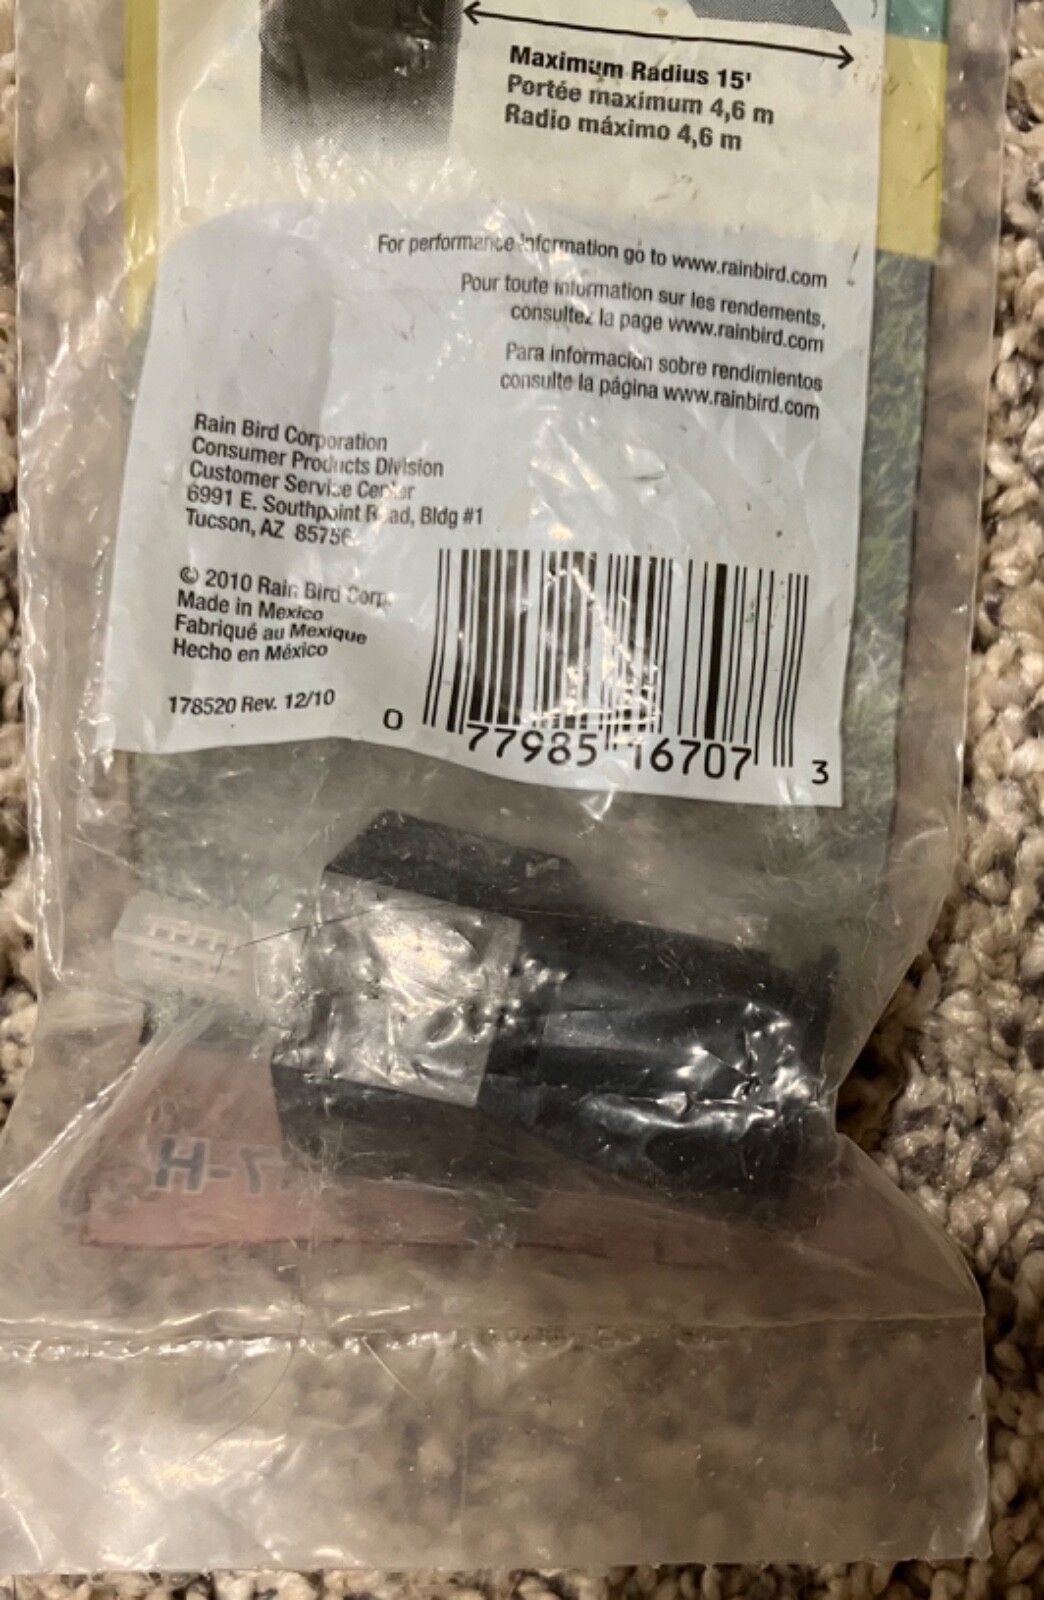 Maximum Radius 15'
Portée maximum 4,6 m
Radio máximo 4,6 m
For performance information go to www.rainbird.com
Pour toute information sur les rendements,
consultez la page www.rainbird.com
Para informacion sobre rendimientos
consulte la página www.rainbird.com
Rain Bird Corporation
Consumer Products Division
Customer Service Center
6991 E. Southpoint Road, Bldg #1
Tucson, AZ 85756
© 2010 Rain Bird Corp.
Made in Mexico
Fabriqué au Mexique
Hecho en México
178520 Rev. 12/10
0 77985 16707 3